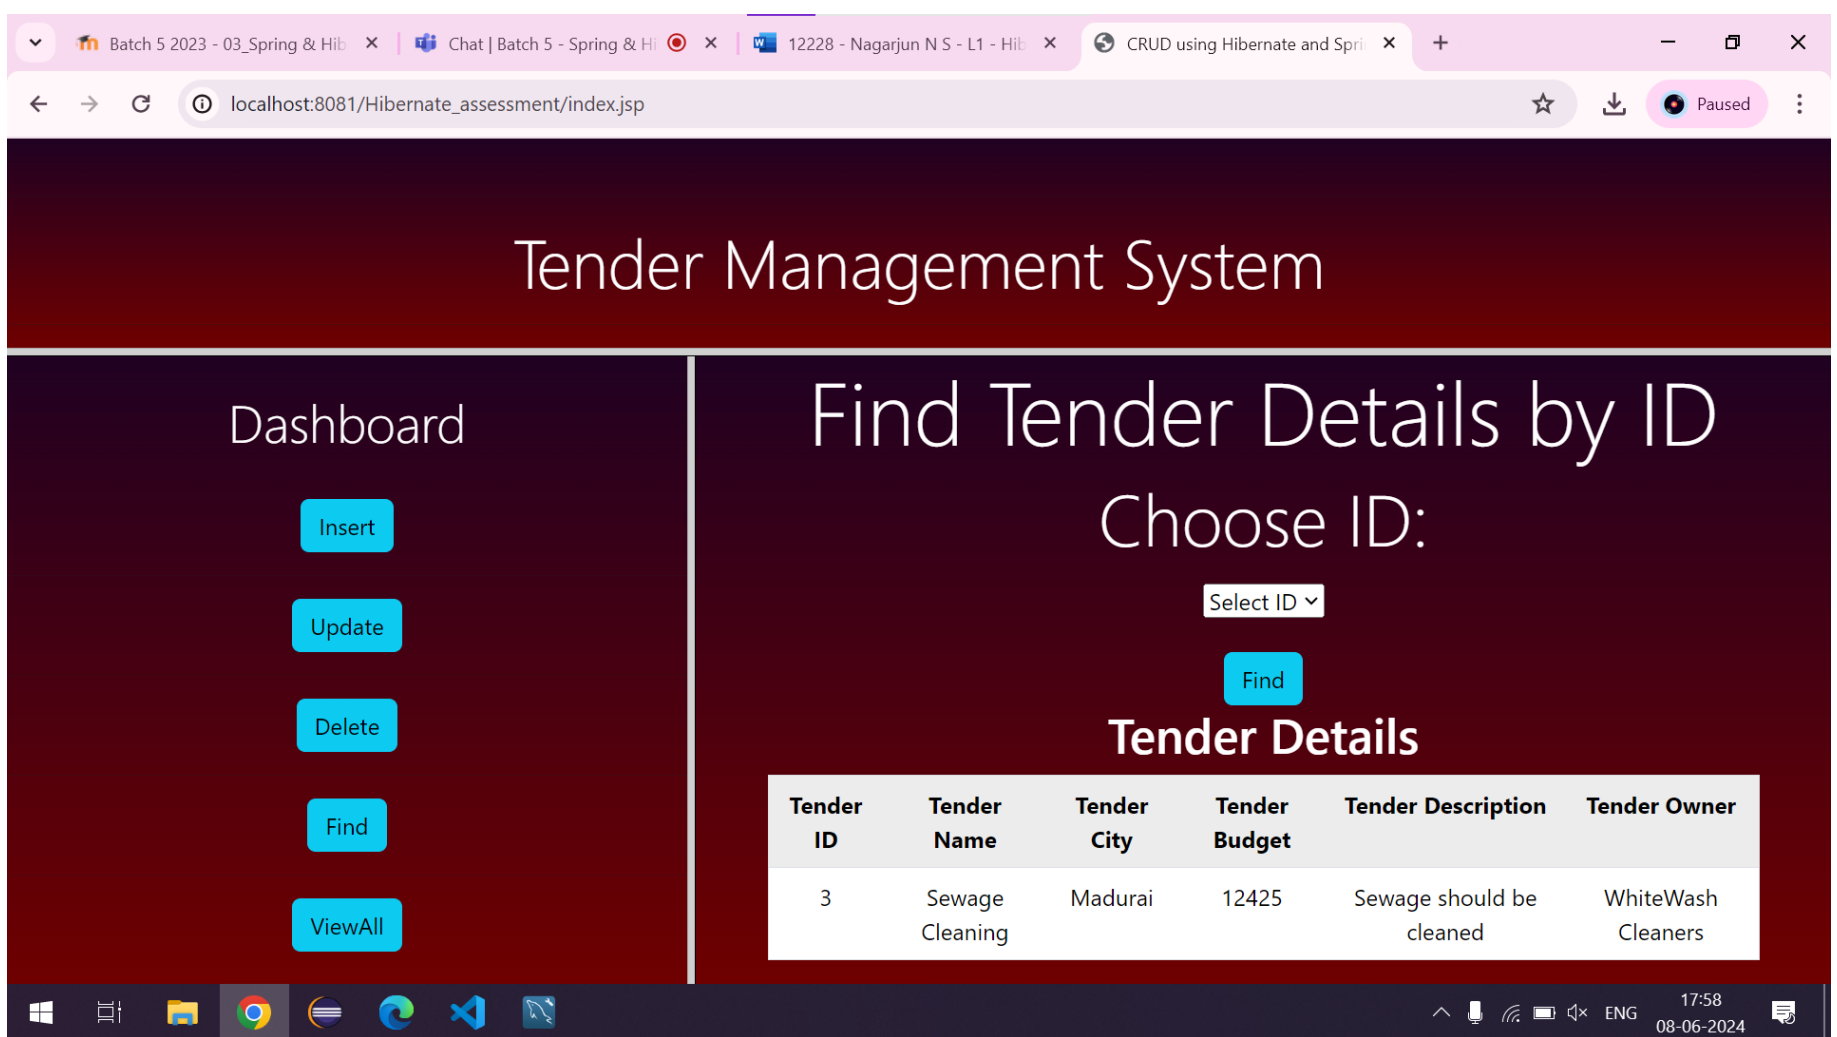 Batch 5 2023 - 03_Spring & Hib
Chat | Batch 5 - Spring & Hi
12228 - Nagarjun N S - L1 - Hib
CRUD using Hibernate and Spri
localhost:8081/Hibernate_assessment/index.jsp
Paused
Tender Management System
Dashboard
Insert
Update
Delete
Find
ViewAll
Find Tender Details by ID
Choose ID:
Select ID
Find
Tender Details
Tender ID Tender Name Tender City Tender Budget Tender Description Tender Owner
3 Sewage Cleaning Madurai 12425 Sewage should be cleaned WhiteWash Cleaners
ENG
17:58
08-06-2024